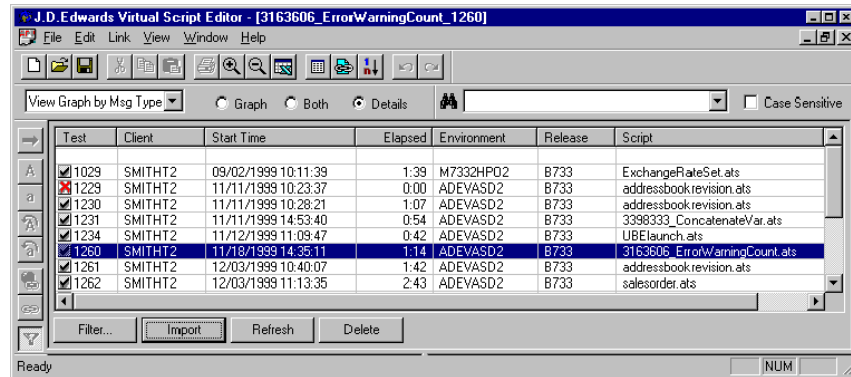 J.D.Edwards Virtual Script Editor - [3163606_ErrorWarningCount_1260]
File Edit Link View Window Help
View Graph by Msg Type Graph Both Details Case Sensitive
Test Client Start Time Elapsed Environment Release Script
1029 SMITHT2 09/02/1999 10:11:39 1:39 M7332HP02 B733 ExchangeRateSet.ats
1229 SMITHT2 11/11/1999 10:23:37 0:00 ADEVASD2 B733 addressbookrevision.ats
1230 SMITHT2 11/11/1999 10:28:21 1:07 ADEVASD2 B733 addressbookrevision.ats
1231 SMITHT2 11/11/1999 14:53:40 0:54 ADEVASD2 B733 3398333_ConcatenateVar.ats
1234 SMITHT2 11/12/1999 11:09:47 0:42 ADEVASD2 B733 UBElaunch.ats
1260 SMITHT2 11/18/1999 14:35:11 1:14 ADEVASD2 B733 3163606_ErrorWarningCount.ats
1261 SMITHT2 12/03/1999 10:40:07 1:42 ADEVASD2 B733 addressbookrevision.ats
1262 SMITHT2 12/03/1999 11:13:35 2:43 ADEVASD2 B733 salesorder.ats
Filter... Import Refresh Delete
Ready NUM